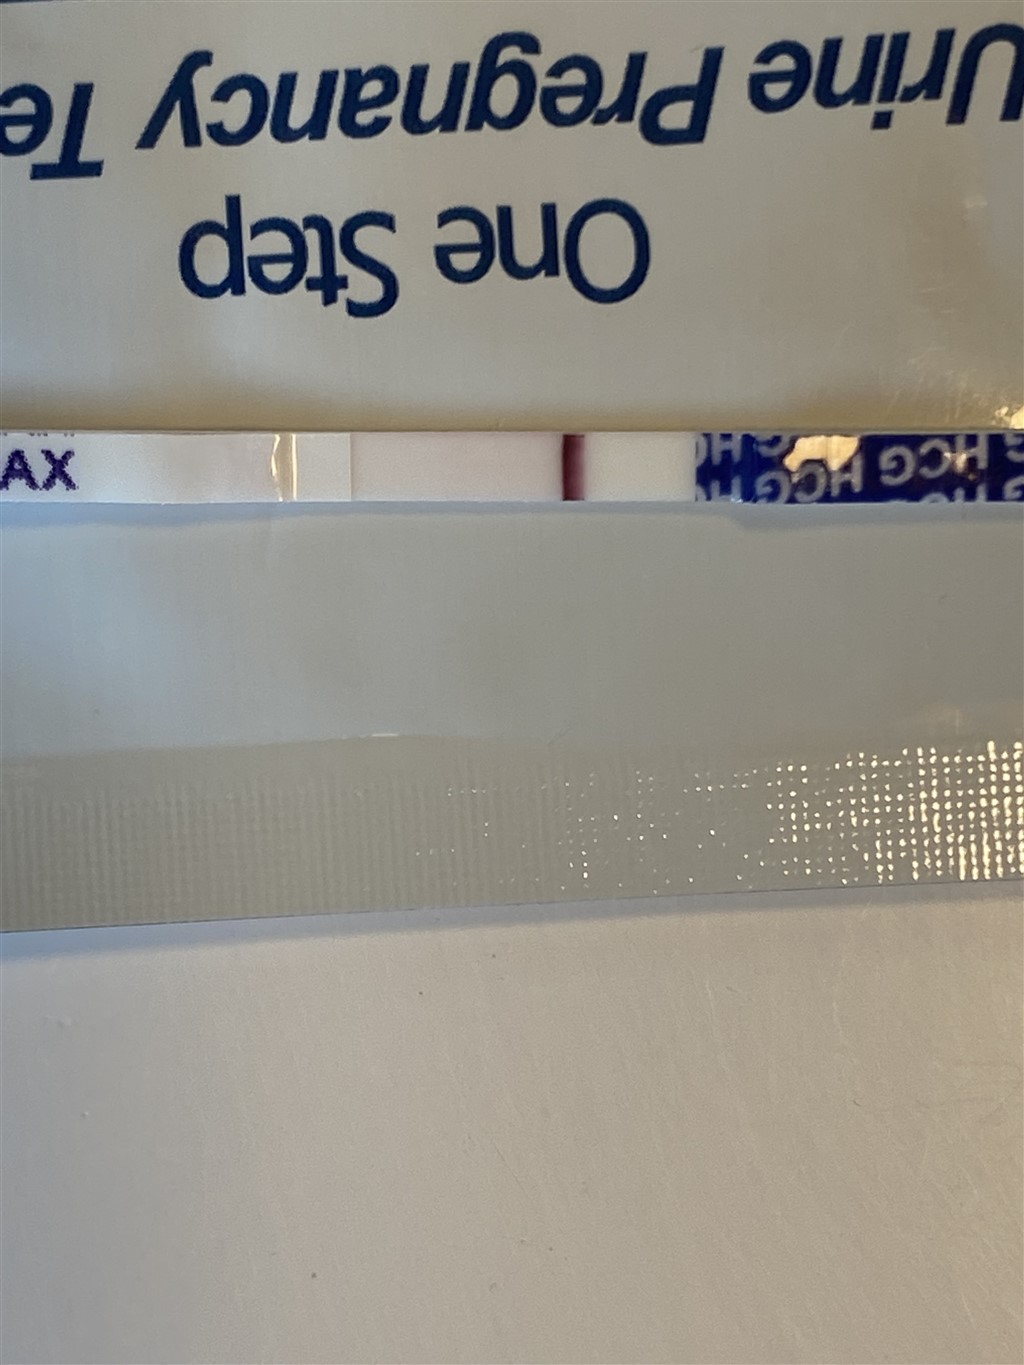 One Step
Urine Pregnancy Te
AX
HCG HCG